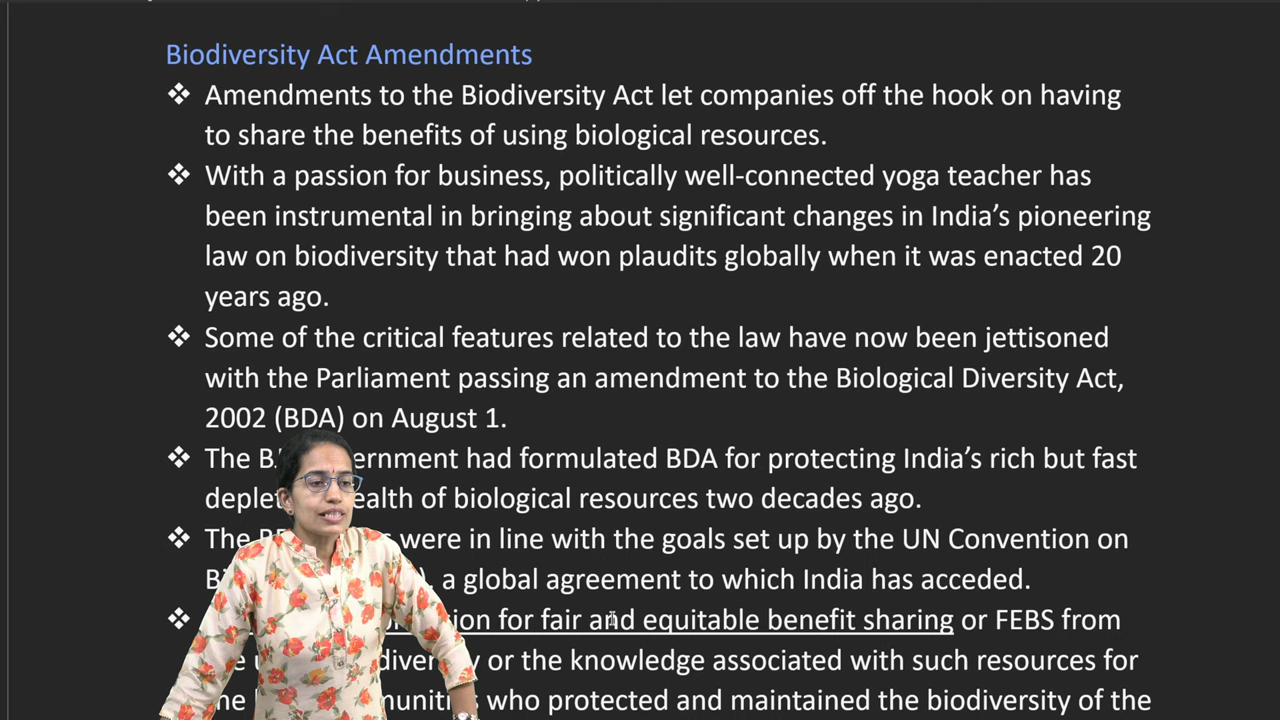 Biodiversity Act Amendments
❖ Amendments to the Biodiversity Act let companies off the hook on having
to share the benefits of using biological resources.
❖ With a passion for business, politically well-connected yoga teacher has
been instrumental in bringing about significant changes in India’s pioneering
law on biodiversity that had won plaudits globally when it was enacted 20
years ago.
❖ Some of the critical features related to the law have now been jettisoned
with the Parliament passing an amendment to the Biological Diversity Act,
2002 (BDA) on August 1.
❖ The had formulated BDA for protecting India’s rich but fast
of biological resources two decades ago.
❖ The were in line with the goals set up by the UN Convention on
a global agreement to which India has acceded.
❖ for fair and equitable benefit sharing or FEBS from
or the knowledge associated with such resources for
who protected and maintained the biodiversity of the